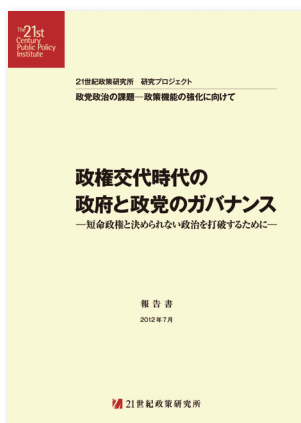 The 21st
Century
Public Policy
Institute
21世紀政策研究所 研究プロジェクト
政党政治の課題—政策機能の強化に向けて
政権交代時代の
政府と政党のガバナンス
—短命政権と決められない政治を打破するために—
報告書
2012年7月
21世紀政策研究所